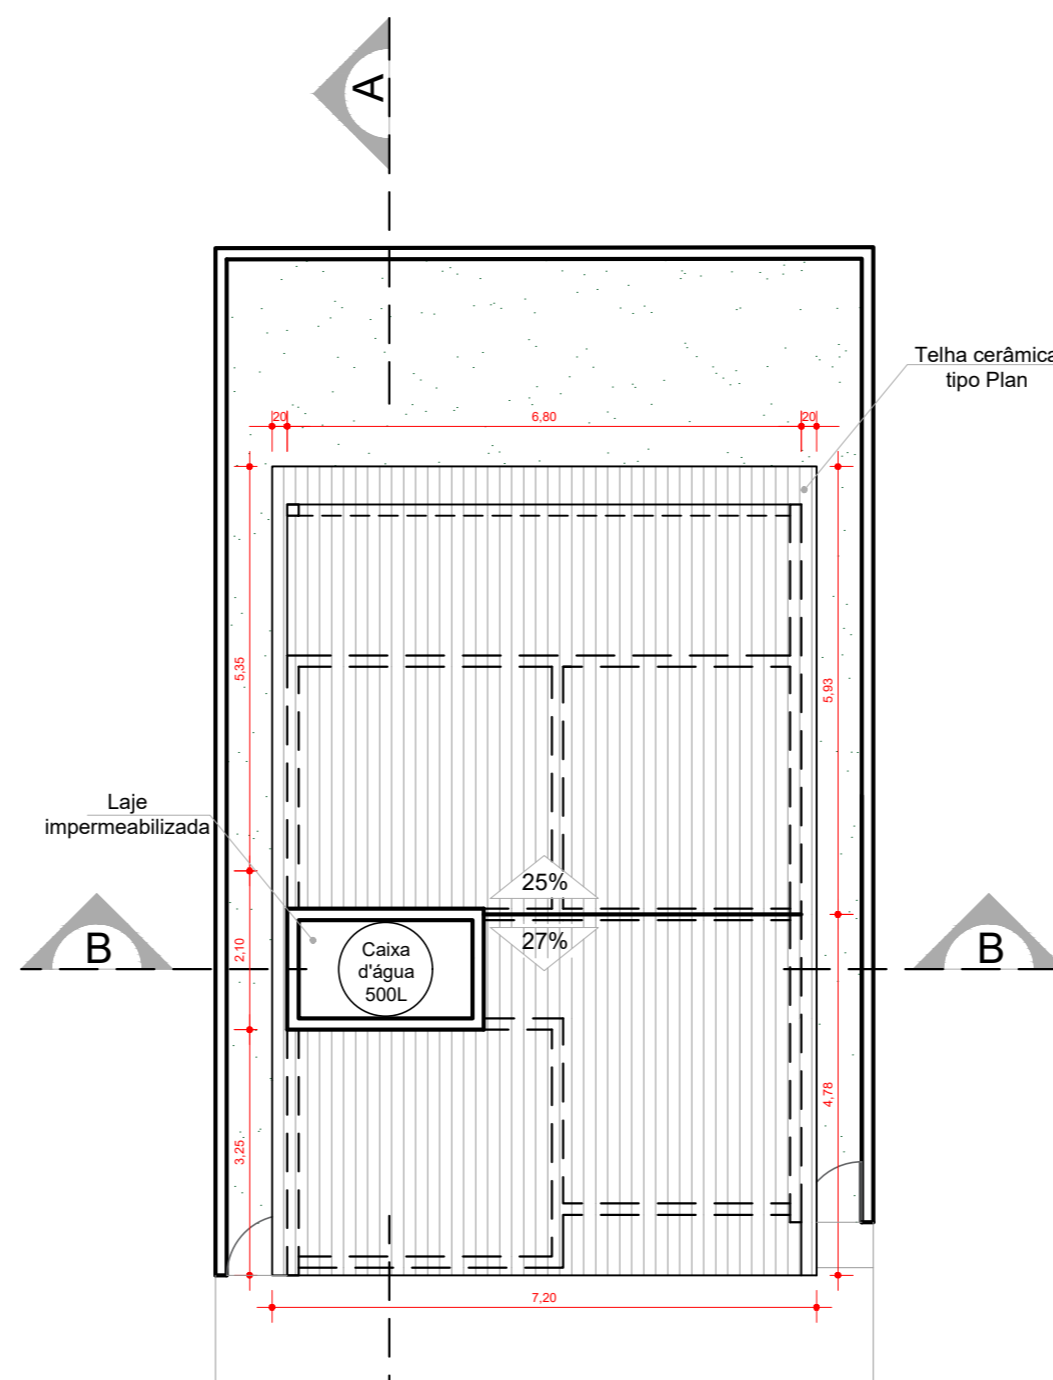 A
Telha cerâmica
tipo Plan
20
6,80
20
5,35
5,93
Laje
impermeabilizada
25%
27%
B
2,10
Caixa
d'água
500L
B
4,78
3,25
7,20